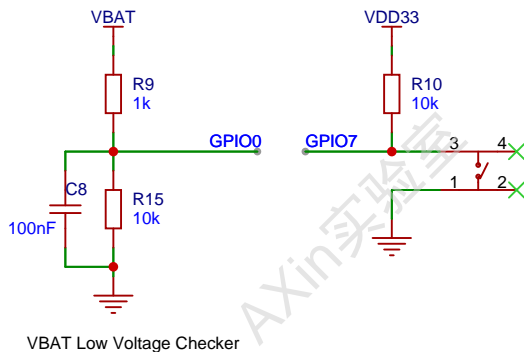 VBAT
VDD33
R9
1k
R10
10k
GPIO0
GPIO7
3
4
C8
R15
1
2
100nF
10k
AXin实验室
VBAT Low Voltage Checker